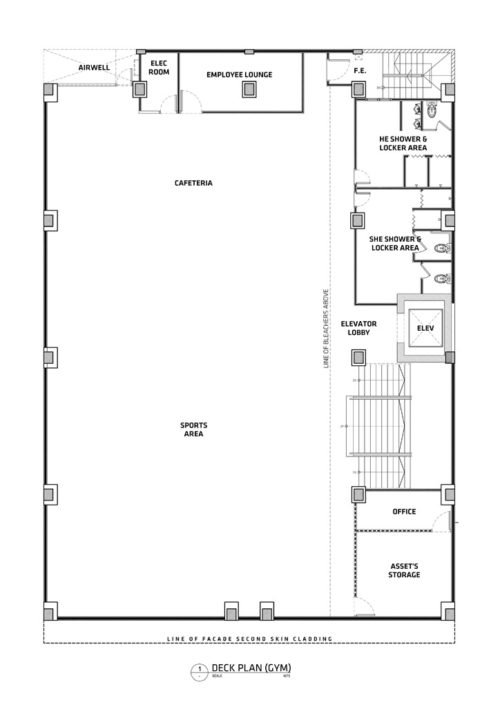 AIRWELL
ELEC
ROOM
EMPLOYEE LOUNGE
F.E.
HE SHOWER &
LOCKER AREA
CAFETERIA
SHE SHOWER &
LOCKER AREA
LINE OF BLEACHERS ABOVE
ELEVATOR
LOBBY
ELEV
SPORTS
AREA
OFFICE
ASSET'S
STORAGE
LINE OF FACADE SECOND SKIN CLADDING
1
DECK PLAN (GYM)
SCALE
NTS